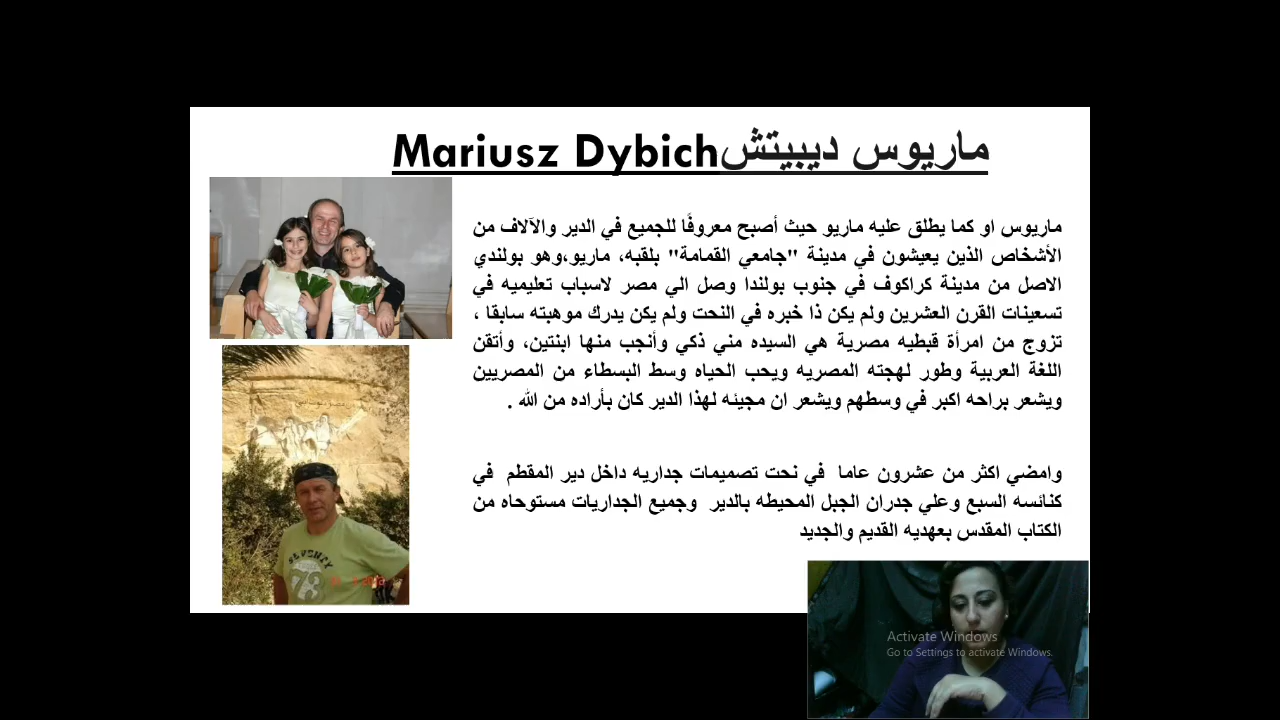 ماريوس ديبيتش Mariusz Dybich
ماريوس او كما يطلق عليه ماريو حيث أصبح معروفًا للجميع في الدير والآلاف من
الأشخاص الذين يعيشون في مدينة "جامعي القمامة" بلقبه، ماريو،وهو بولندي
الاصل من مدينة كراكوف في جنوب بولندا وصل الي مصر لاسباب تعليميه في
تسعينات القرن العشرين ولم يكن ذا خبره في النحت ولم يكن يدرك موهبته سابقا ،
تزوج من امرأة قبطيه مصرية هي السيده مني ذكي وأنجب منها ابنتين، وأتقن
اللغة العربية وطور لهجته المصريه ويحب الحياه وسط البسطاء من المصريين
ويشعر براحه اكبر في وسطهم ويشعر ان مجيئه لهذا الدير كان بأراده من الله .
وامضي اكثر من عشرون عاما في نحت تصميمات جداريه داخل دير المقطم في
كنائسه السبع وعلي جدران الجبل المحيطه بالدير وجميع الجداريات مستوحاه من
الكتاب المقدس بعهديه القديم والجديد
SEVENTY
Activate Windows
Go to Settings to activate Windows.